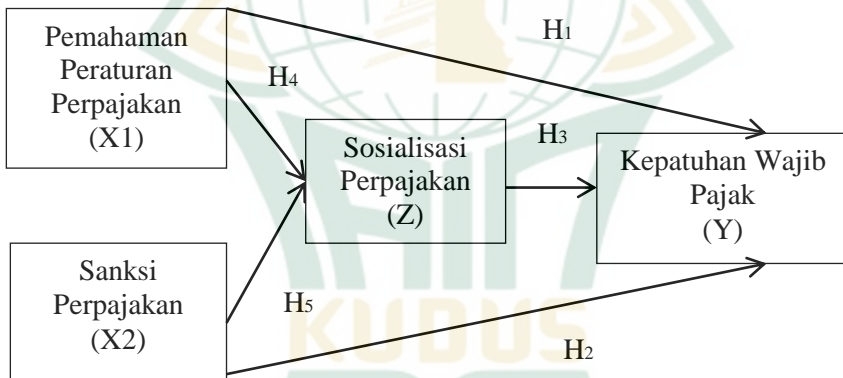 Pemahaman
Peraturan
Perpajakan
(X1)
H1
H4
Sosialisasi
Perpajakan
(Z)
H3
Kepatuhan Wajib
Pajak
(Y)
Sanksi
Perpajakan
(X2)
H5
H2
KUDUS